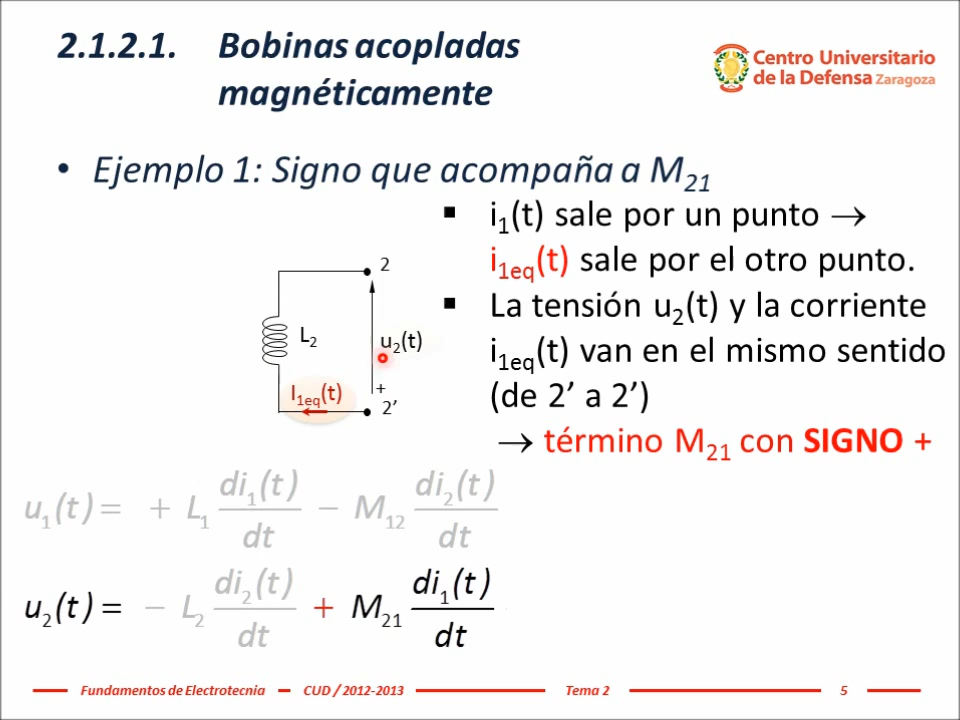 2.1.2.1. Bobinas acopladas
magnéticamente
Centro Universitario
de la Defensa Zaragoza
• Ejemplo 1: Signo que acompaña a M₂₁
▪ i₁(t) sale por un punto →
i₁eq(t) sale por el otro punto.
▪ La tensión u₂(t) y la corriente
i₁eq(t) van en el mismo sentido
(de 2’ a 2’)
→ término M₂₁ con SIGNO +
2
L₂
u₂(t)
I₁eq(t)
+
2’
u₁(t) = + L₁ di₁(t)/dt − M₁₂ di₂(t)/dt
u₂(t) = − L₂ di₂(t)/dt + M₂₁ di₁(t)/dt
Fundamentos de Electrotecnia CUD / 2012-2013 Tema 2 5